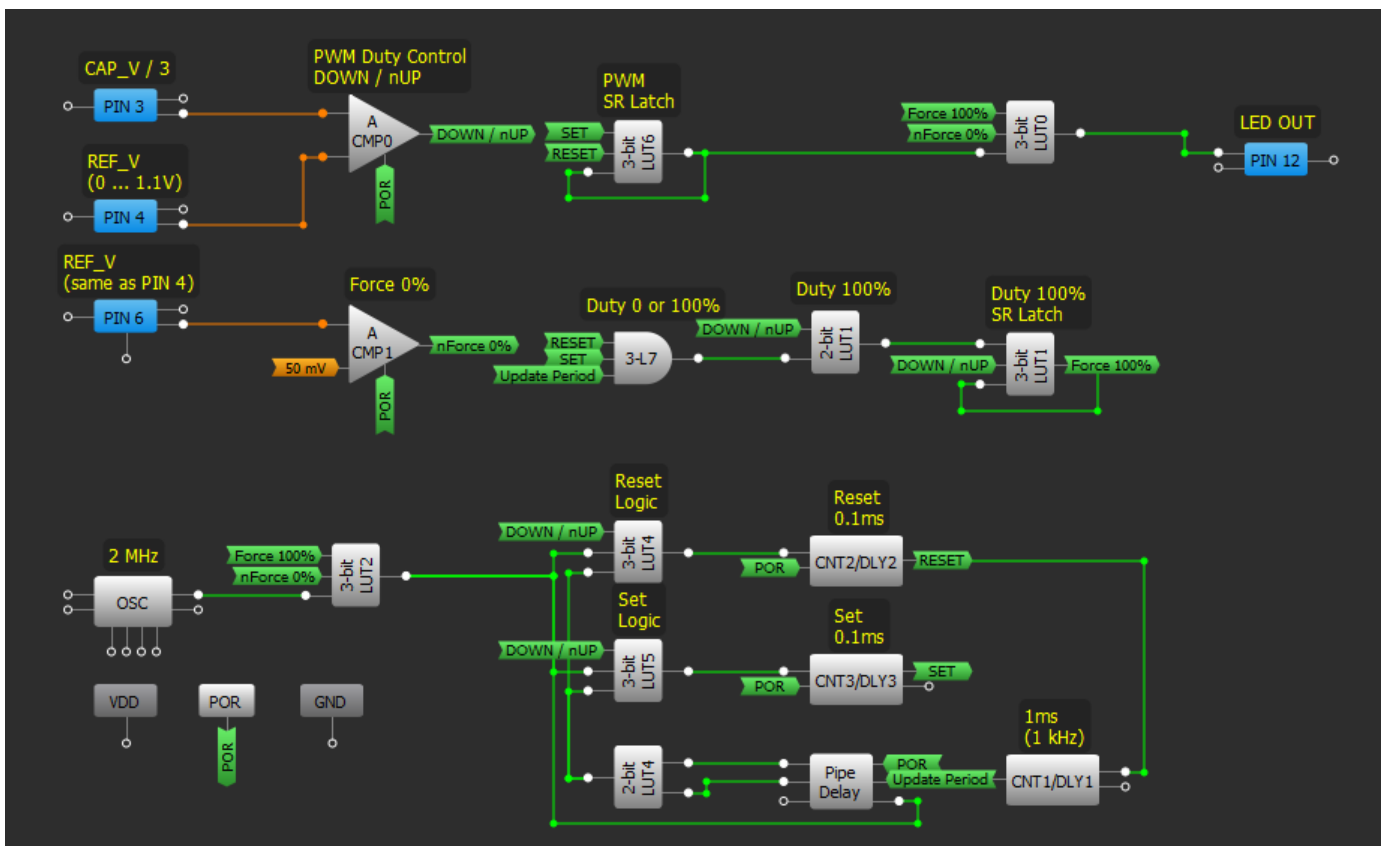 CAP_V / 3
PIN 3
REF_V
(0 ... 1.1V)
PIN 4
PWM Duty Control
DOWN / nUP
A
CMP0
DOWN / nUP
POR
PWM
SR Latch
SET
RESET
3-bit
LUT6
Force 100%
nForce 0%
3-bit
LUT0
LED OUT
PIN 12
REF_V
(same as PIN 4)
PIN 6
Force 0%
A
CMP1
50 mV
nForce 0%
POR
Duty 0 or 100%
RESET
SET
Update Period
3-L7
Duty 100%
DOWN / nUP
2-bit
LUT1
Duty 100%
SR Latch
DOWN / nUP
3-bit
LUT1
Force 100%
2 MHz
OSC
Force 100%
nForce 0%
3-bit
LUT2
Reset
Logic
DOWN / nUP
3-bit
LUT4
Reset
0.1ms
POR
CNT2/DLY2
RESET
Set
Logic
DOWN / nUP
3-bit
LUT5
Set
0.1ms
POR
CNT3/DLY3
SET
VDD
POR
POR
GND
2-bit
LUT4
Pipe
Delay
POR
Update Period
1ms
(1 kHz)
CNT1/DLY1